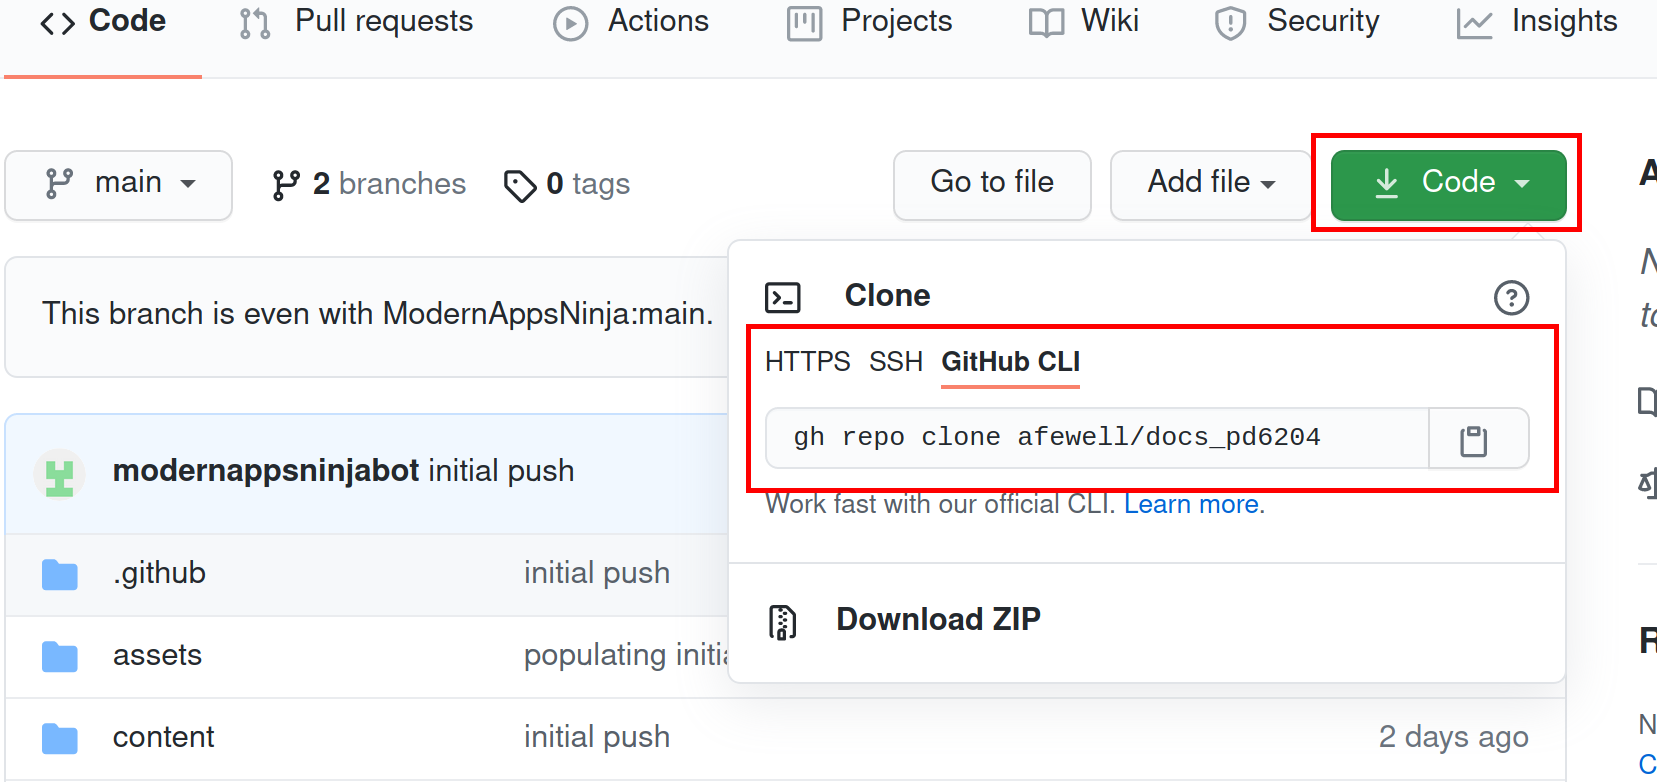 Code Pull requests Actions Projects Wiki Security Insights
main 2 branches 0 tags Go to file Add file Code
This branch is even with ModernAppsNinja:main.
Clone
HTTPS SSH GitHub CLI
gh repo clone afewell/docs_pd6204
Work fast with our official CLI. Learn more.
Download ZIP
modernappsninjabot initial push
.github initial push
assets populating
content initial push 2 days ago